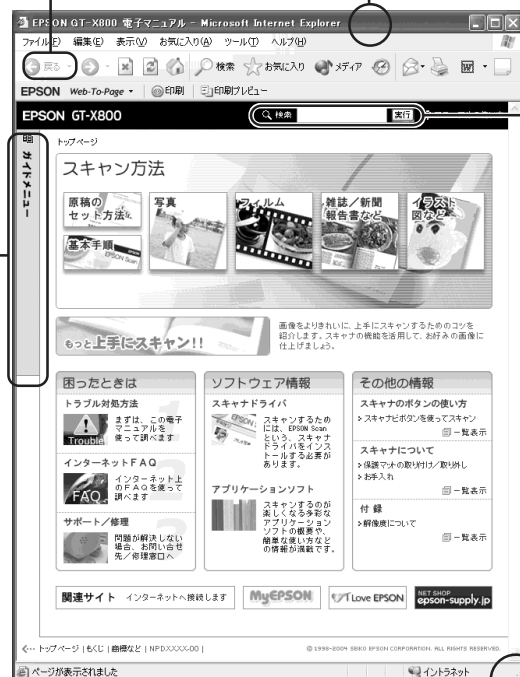 EPSON GT-X800 電子マニュアル - Microsoft Internet Explorer
ファイル(F) 編集(E) 表示(V) お気に入り(A) ツール(T) ヘルプ(H)
戻る 検索 お気に入り メディア
EPSON Web-To-Page 印刷 印刷プレビュー
EPSON GT-X800 検索 実行
ガイドメニュー
トップページ
スキャン方法
原稿の
セット方法
基本手順
写真
フィルム
雑誌/新聞
報告書など
イラスト
図など
もっと上手にスキャン!!
画像をよりきれいに、上手にスキャンするためのコツを
紹介します。スキャナの機能を活用して、お好みの画像に
仕上げましょう。
困ったときは
トラブル対処方法
Trouble
まずは、この電子
マニュアルを
使って調べます
インターネットFAQ
FAQ
インターネット上
のFAQを使って
調べます
サポート/修理
問題が解決しない
場合、お問い合せ
先/修理窓口へ
ソフトウェア情報
スキャナドライバ
スキャンするため
には、EPSON Scan
という、スキャナ
ドライバをインス
トールする必要が
あります。
アプリケーションソフト
スキャンするのが
楽しくなる多彩な
アプリケーション
ソフトの概要や、
簡単な使い方など
の情報が満載です。
その他の情報
スキャナのボタンの使い方
>スキャナビボタンを使ってスキャン
一覧表示
スキャナについて
>保護マットの取り付け/取り外し
>お手入れ
一覧表示
付 録
>解像度について
一覧表示
関連サイト インターネットへ接続します
MyEPSON
I Love EPSON
NET SHOP
epson-supply.jp
トップページ | もくじ | 商標など | NPDXXXX-00 |
© 1998-2004 SEIKO EPSON CORPORATION. ALL RIGHTS RESERVED.
ページが表示されました
イントラネット